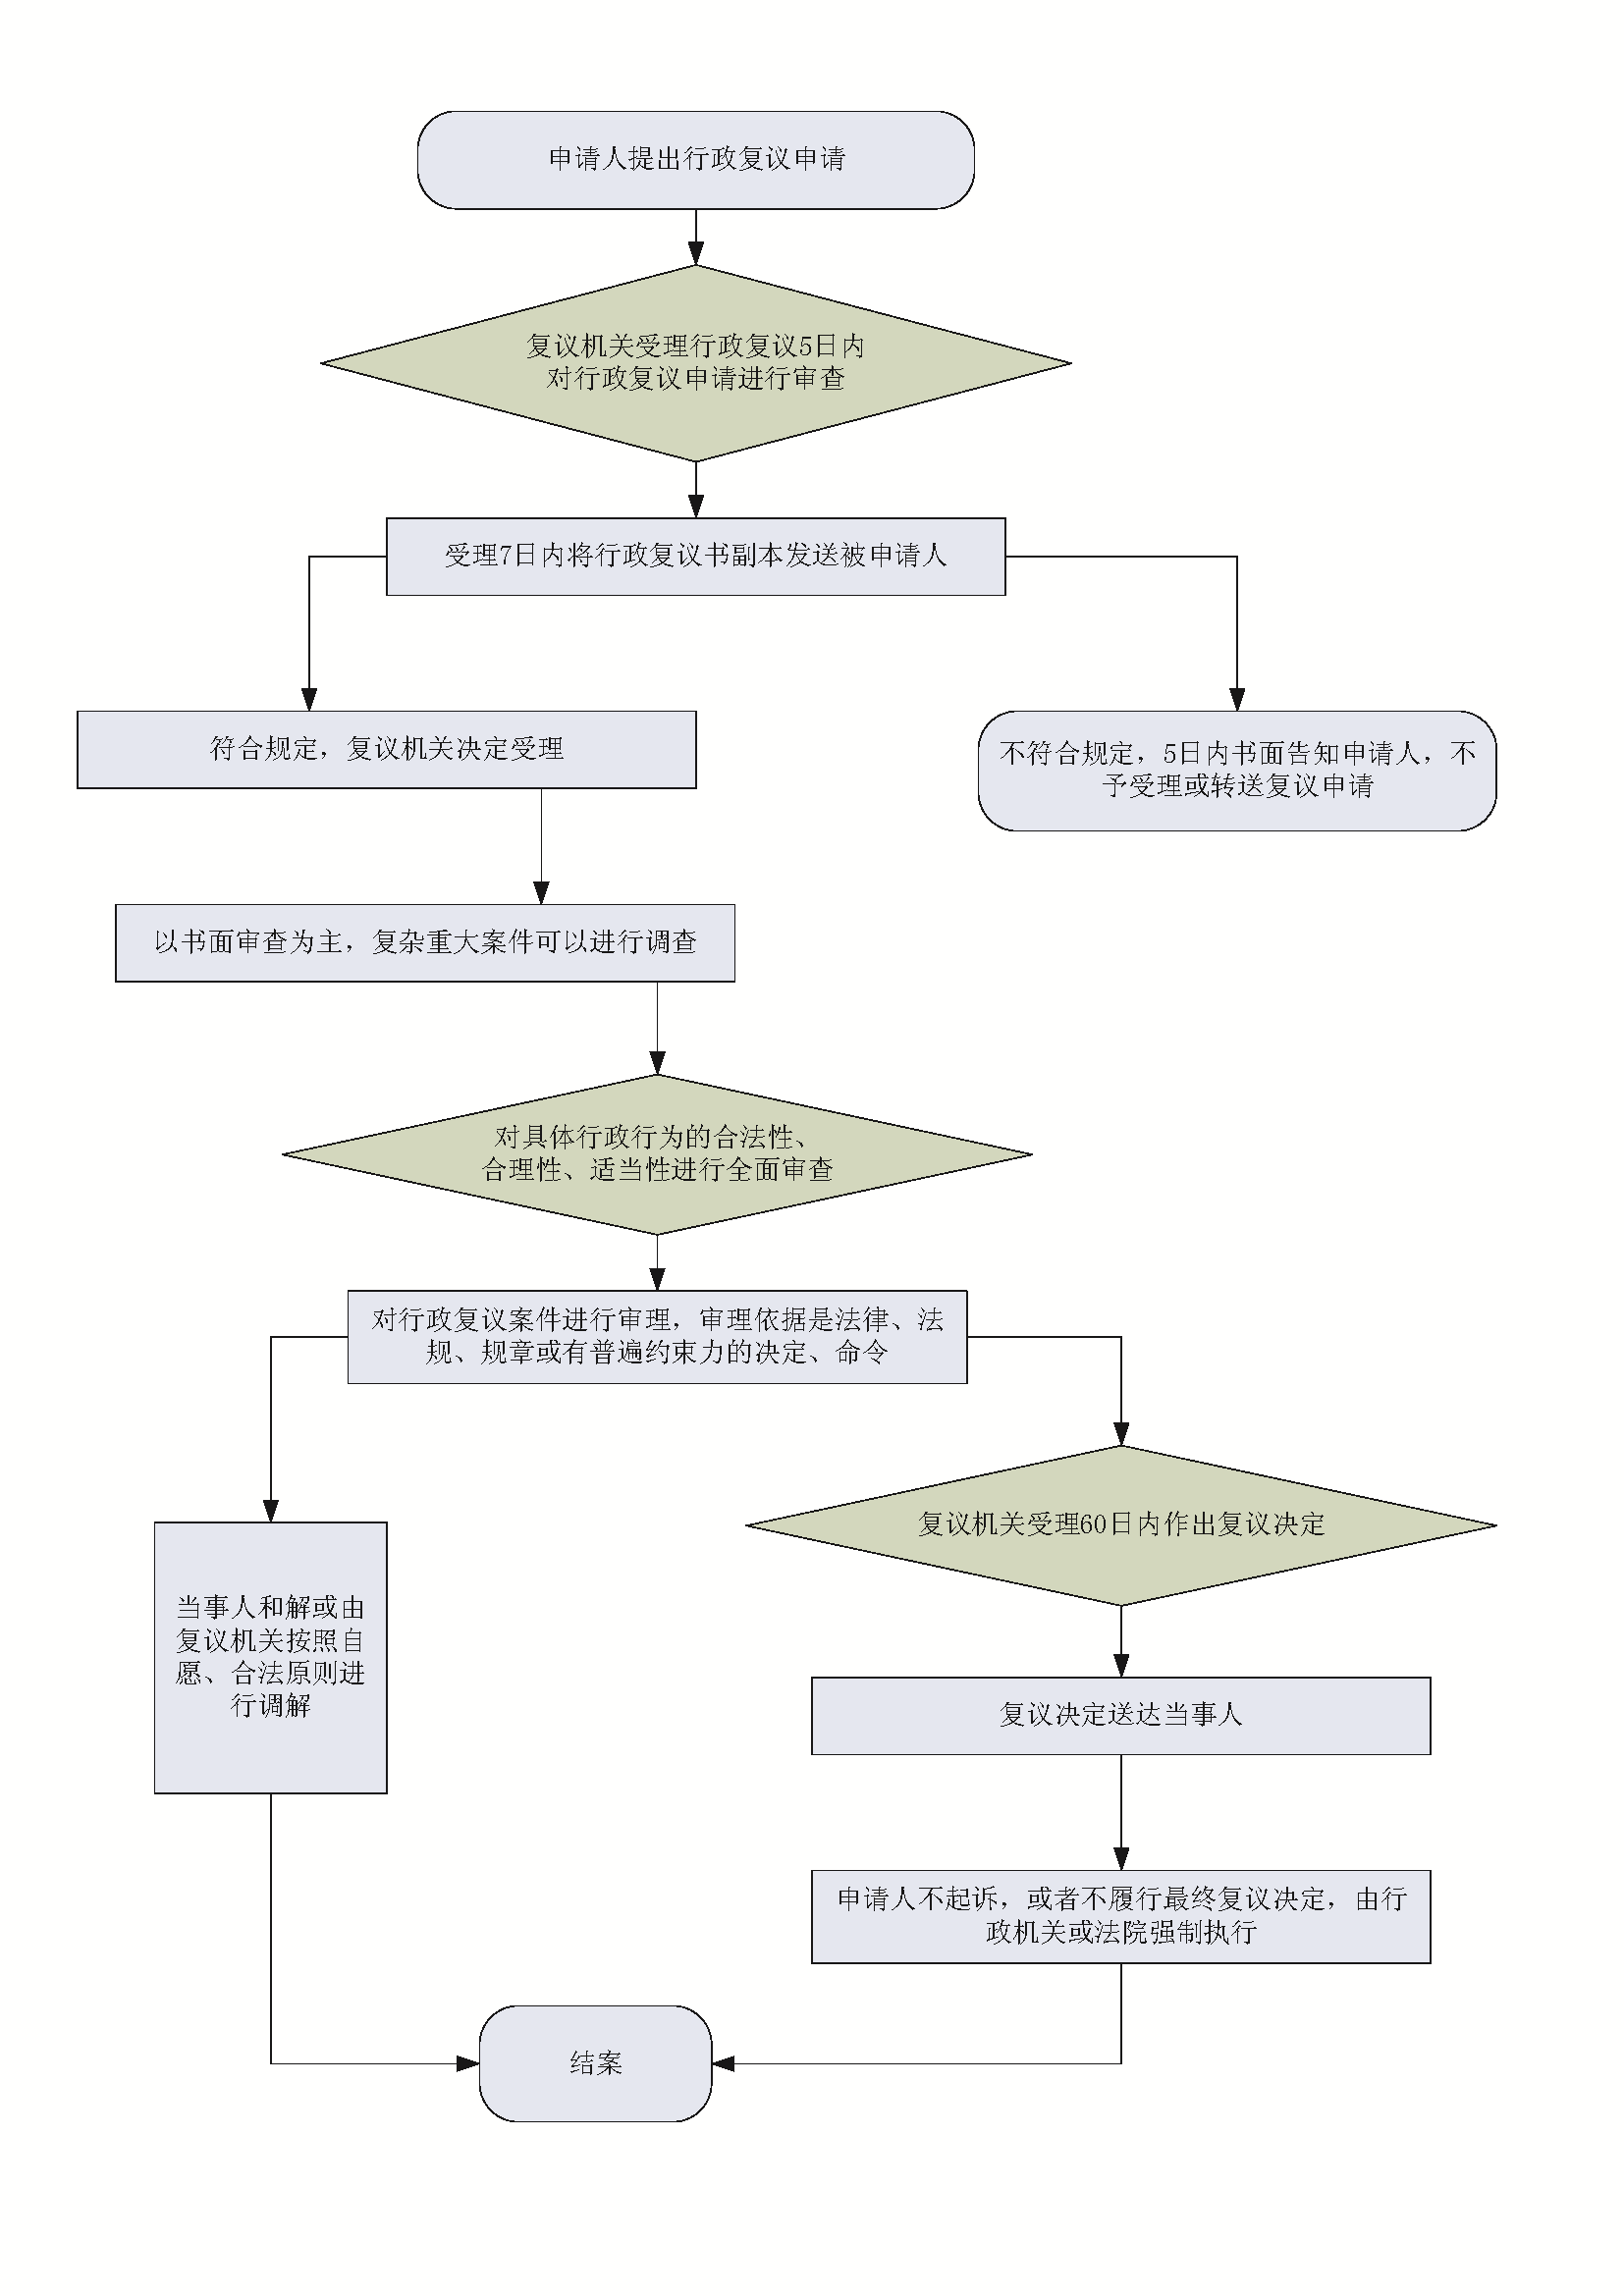 申请人提出行政复议申请
复议机关受理行政复议5日内
对行政复议申请进行审查
受理7日内将行政复议书副本发送被申请人
符合规定，复议机关决定受理
不符合规定，5日内书面告知申请人，不
予受理或转送复议申请
以书面审查为主，复杂重大案件可以进行调查
对具体行政行为的合法性、
合理性、适当性进行全面审查
对行政复议案件进行审理，审理依据是法律、法
规、规章或有普遍约束力的决定、命令
复议机关受理60日内作出复议决定
当事人和解或由
复议机关按照自
愿、合法原则进
行调解
复议决定送达当事人
申请人不起诉，或者不履行最终复议决定，由行
政机关或法院强制执行
结案